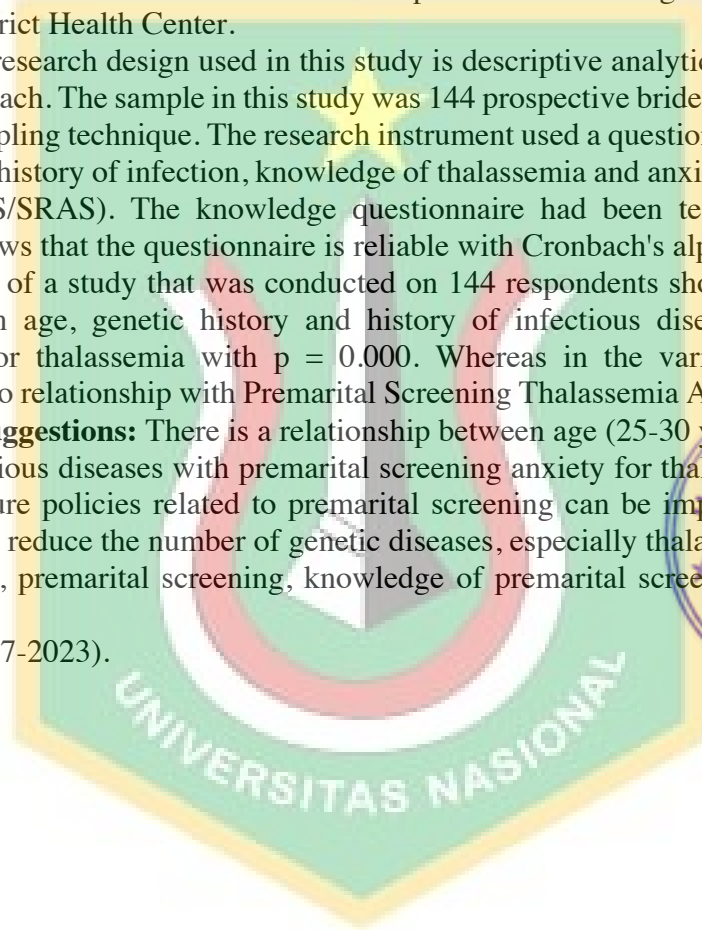 rict Health Center.
research design used in this study is descriptive analytic
ach. The sample in this study was 144 prospective bride
pling technique. The research instrument used a question
history of infection, knowledge of thalassemia and anxi
S/SRAS). The knowledge questionnaire had been te
ws that the questionnaire is reliable with Cronbach's alp
of a study that was conducted on 144 respondents sho
n age, genetic history and history of infectious dise
or thalassemia with p = 0.000. Whereas in the vari
o relationship with Premarital Screening Thalassemia A
ggestions: There is a relationship between age (25-30 y
ious diseases with premarital screening anxiety for thal
ure policies related to premarital screening can be imp
reduce the number of genetic diseases, especially thala
, premarital screening, knowledge of premarital scree
7-2023).
UNIVERSITAS NASIONAL